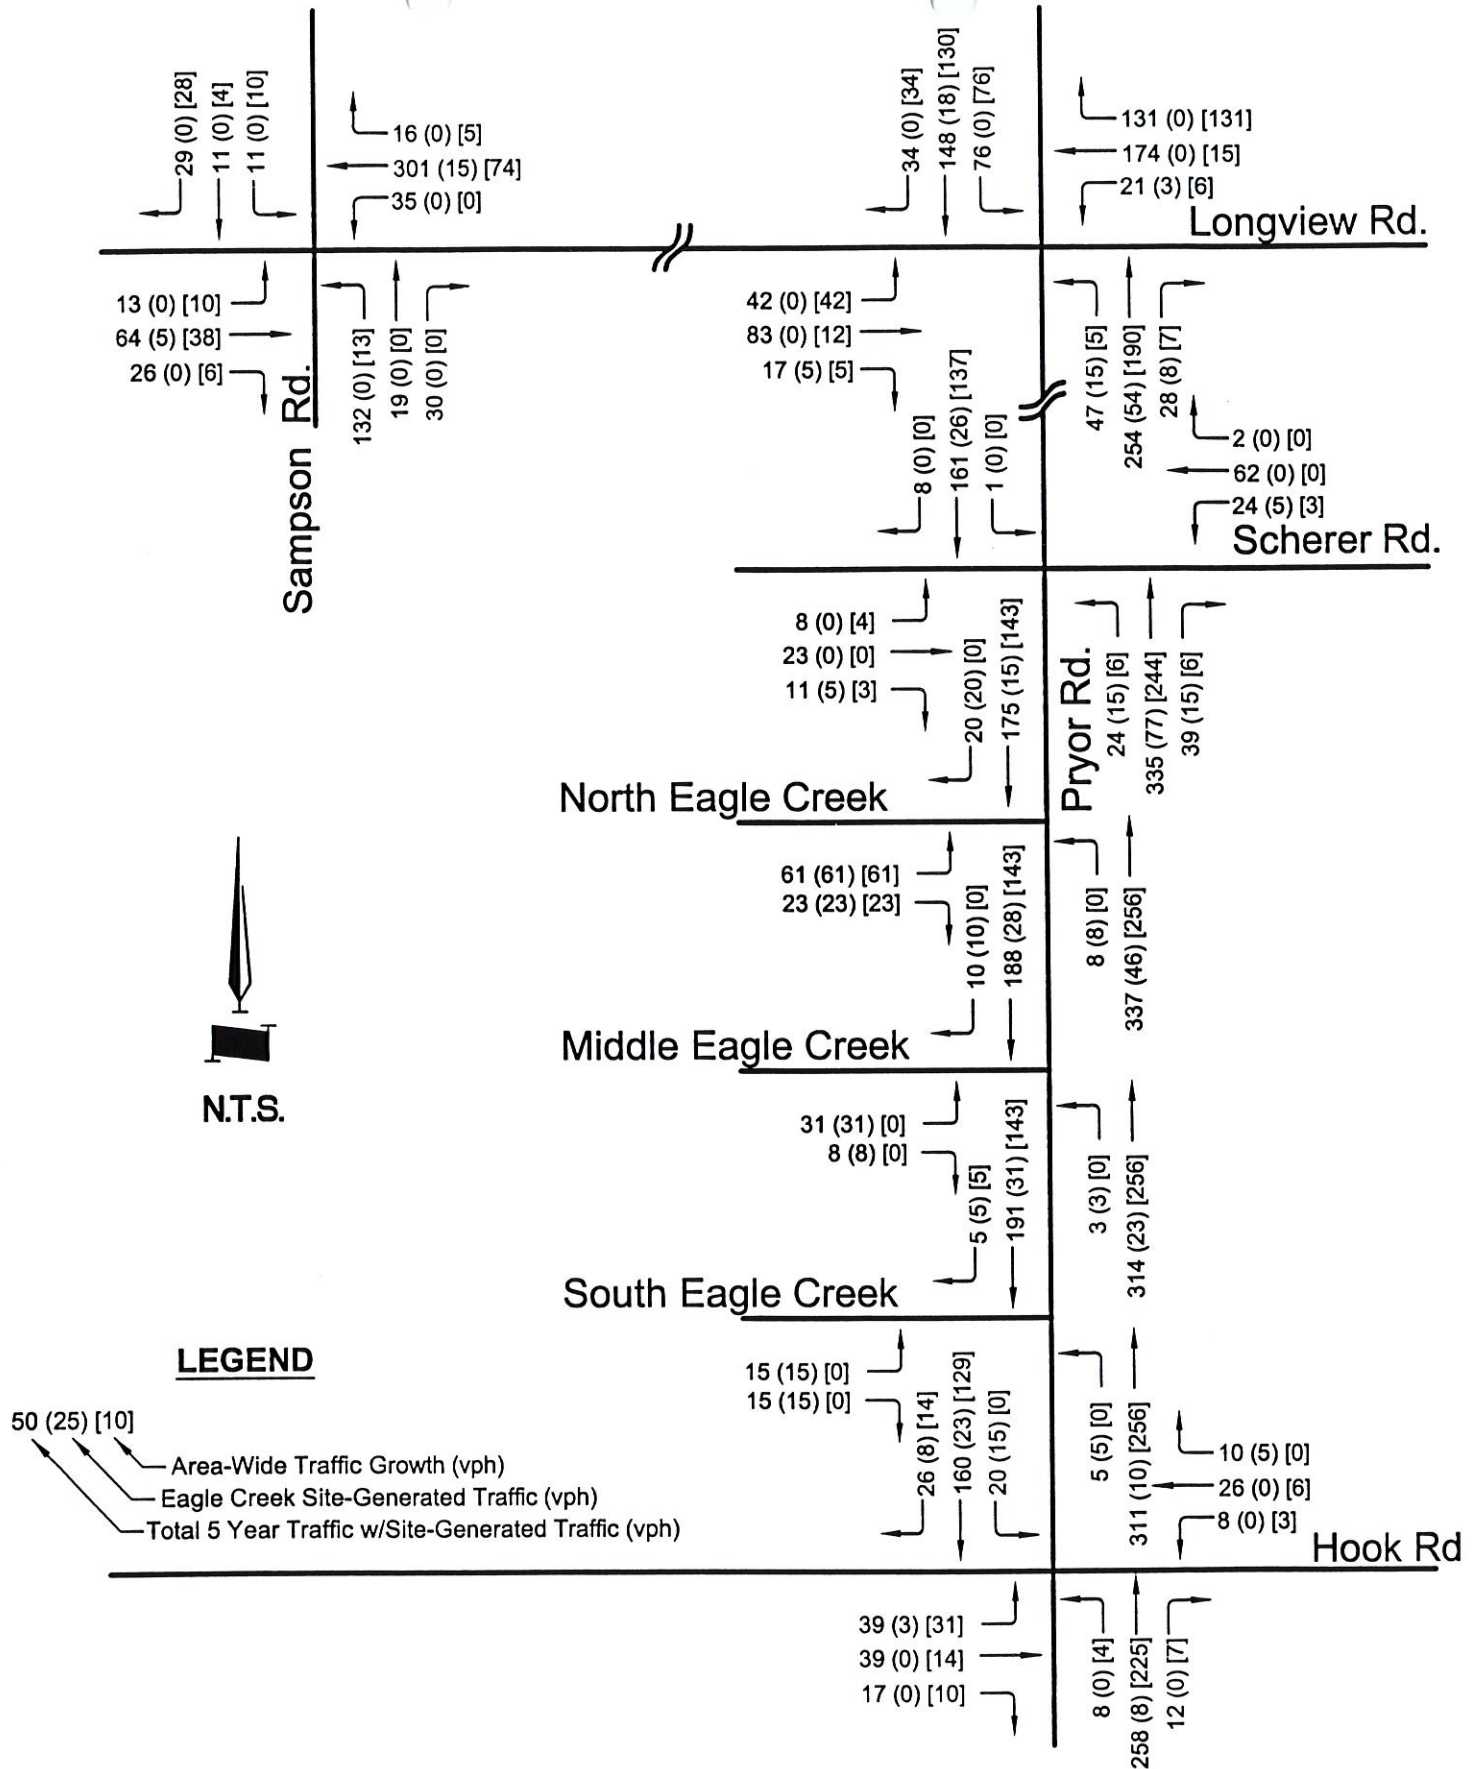 29 (0) [28]
11 (0) [4]
11 (0) [10]
16 (0) [5]
301 (15) [74]
35 (0) [0]
34 (0) [34]
148 (18) [130]
76 (0) [76]
131 (0) [131]
174 (0) [15]
21 (3) [6]
Longview Rd.
13 (0) [10]
64 (5) [38]
26 (0) [6]
132 (0) [13]
19 (0) [0]
30 (0) [0]
Sampson Rd.
42 (0) [42]
83 (0) [12]
17 (5) [5]
47 (15) [5]
254 (54) [190]
28 (8) [7]
8 (0) [0]
161 (26) [137]
1 (0) [0]
2 (0) [0]
62 (0) [0]
24 (5) [3]
Scherer Rd.
8 (0) [4]
23 (0) [0]
11 (5) [3]
20 (20) [0]
175 (15) [143]
Pryor Rd.
24 (15) [6]
335 (77) [244]
39 (15) [6]
North Eagle Creek
61 (61) [61]
23 (23) [23]
10 (10) [0]
188 (28) [143]
8 (8) [0]
337 (46) [256]
Middle Eagle Creek
N.T.S.
31 (31) [0]
8 (8) [0]
5 (5) [5]
191 (31) [143]
3 (3) [0]
314 (23) [256]
South Eagle Creek
15 (15) [0]
15 (15) [0]
26 (8) [14]
160 (23) [129]
20 (15) [0]
5 (5) [0]
311 (10) [256]
10 (5) [0]
26 (0) [6]
8 (0) [3]
Hook Rd
LEGEND
50 (25) [10]
Area-Wide Traffic Growth (vph)
Eagle Creek Site-Generated Traffic (vph)
Total 5 Year Traffic w/Site-Generated Traffic (vph)
39 (3) [31]
39 (0) [14]
17 (0) [10]
8 (0) [4]
258 (8) [225]
12 (0) [7]